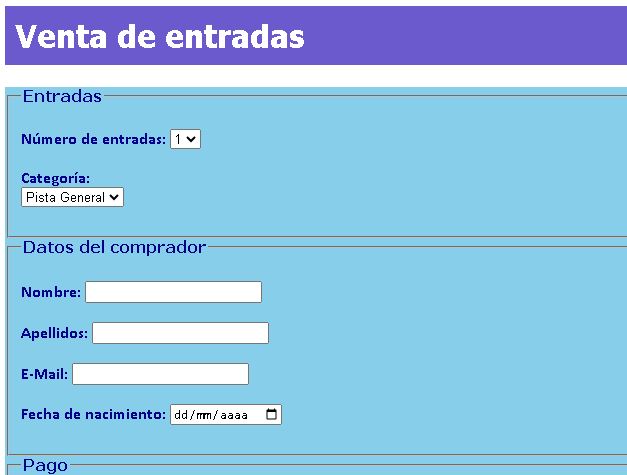 Venta de entradas
Entradas
Número de entradas: 1
Categoría:
Pista General
Datos del comprador
Nombre:
Apellidos:
E-Mail:
Fecha de nacimiento: dd/mm/aaaa
Pago